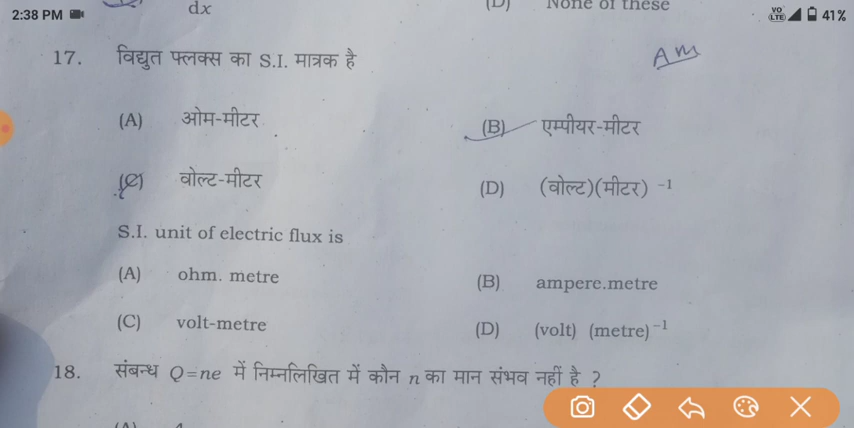 2:38 PM VO LTE 41%
dx (D) None of these
17. विद्युत फ्लक्स का S.I. मात्रक है Am
(A) ओम-मीटर (B) एम्पीयर-मीटर
(C) वोल्ट-मीटर (D) (वोल्ट)(मीटर) ⁻¹
S.I. unit of electric flux is
(A) ohm. metre (B) ampere.metre
(C) volt-metre (D) (volt) (metre)⁻¹
18. संबन्ध Q=ne में निम्नलिखित में कौन n का मान संभव नहीं है ?